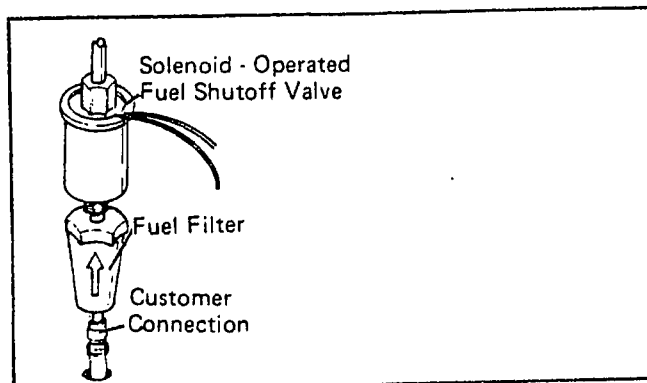 Solenoid - Operated
Fuel Shutoff Valve
Fuel Filter
Customer
Connection